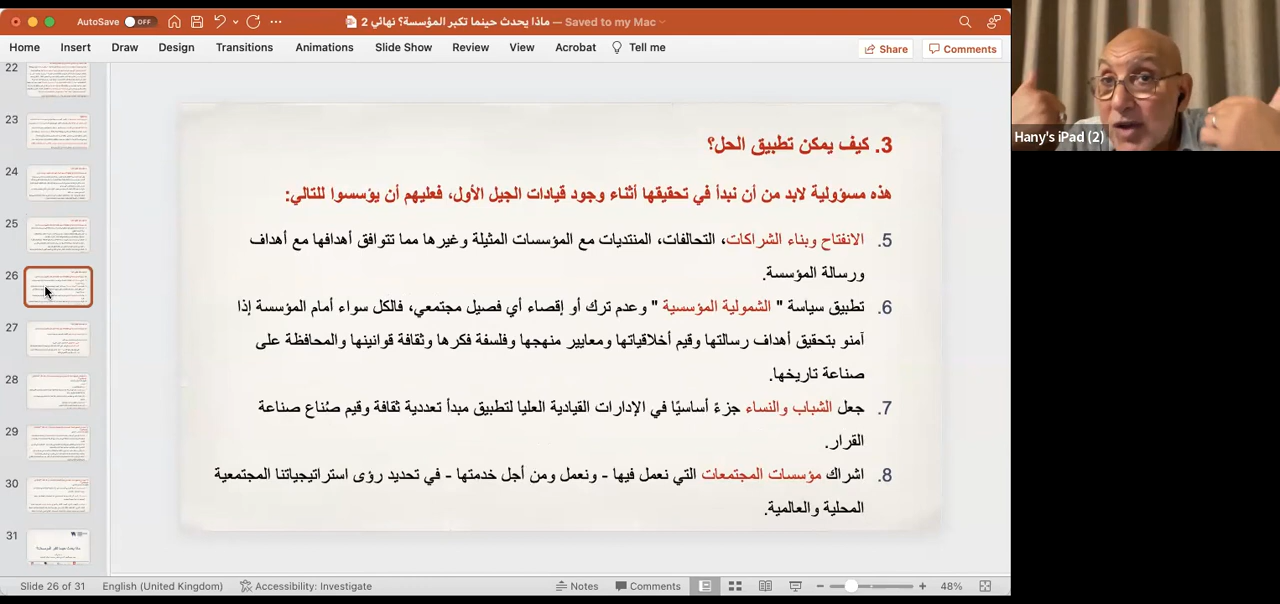 AutoSave OFF
ماذا يحدث حينما تكبر المؤسسة؟ نهائي 2 — Saved to my Mac
Home Insert Draw Design Transitions Animations Slide Show Review View Acrobat Tell me Share Comments
22
23
24
25
26
27
28
29
30
31
3. كيف يمكن تطبيق الحل؟
هذه مسؤولية لابد من أن نبدأ في تحقيقها أثناء وجود قيادات الجيل الأول، فعليهم أن يؤسسوا للتالي:
5. الانفتاح وبناء الشراكات، التحالفات، المنتديات مع المؤسسات المثيلة وغيرها مما تتوافق أهدافها مع أهداف
ورسالة المؤسسة.
6. تطبيق سياسة " الشمولية المؤسسية " وعدم ترك أو إقصاء أي فصيل مجتمعي، فالكل سواء أمام المؤسسة إذا
آمنو بتحقيق أهداف رسالتها وقيم أخلاقياتها ومعايير منهجها وفلسفة فكرها وثقافة قوانينها والمحافظة على
صناعة تاريخها.
7. جعل الشباب والنساء جزءً أساسيًا في الإدارات القيادية العليا لتطبيق مبدأ تعددية ثقافة وقيم صُناع صناعة
القرار.
8. اشراك مؤسسات المجتمعات التي نعمل فيها - ونعمل ومن أجل خدمتها - في تحديد رؤى استراتيجياتنا المجتمعية
المحلية والعالمية.
Hany's iPad (2)
Slide 26 of 31 English (United Kingdom) Accessibility: Investigate Notes Comments 48%